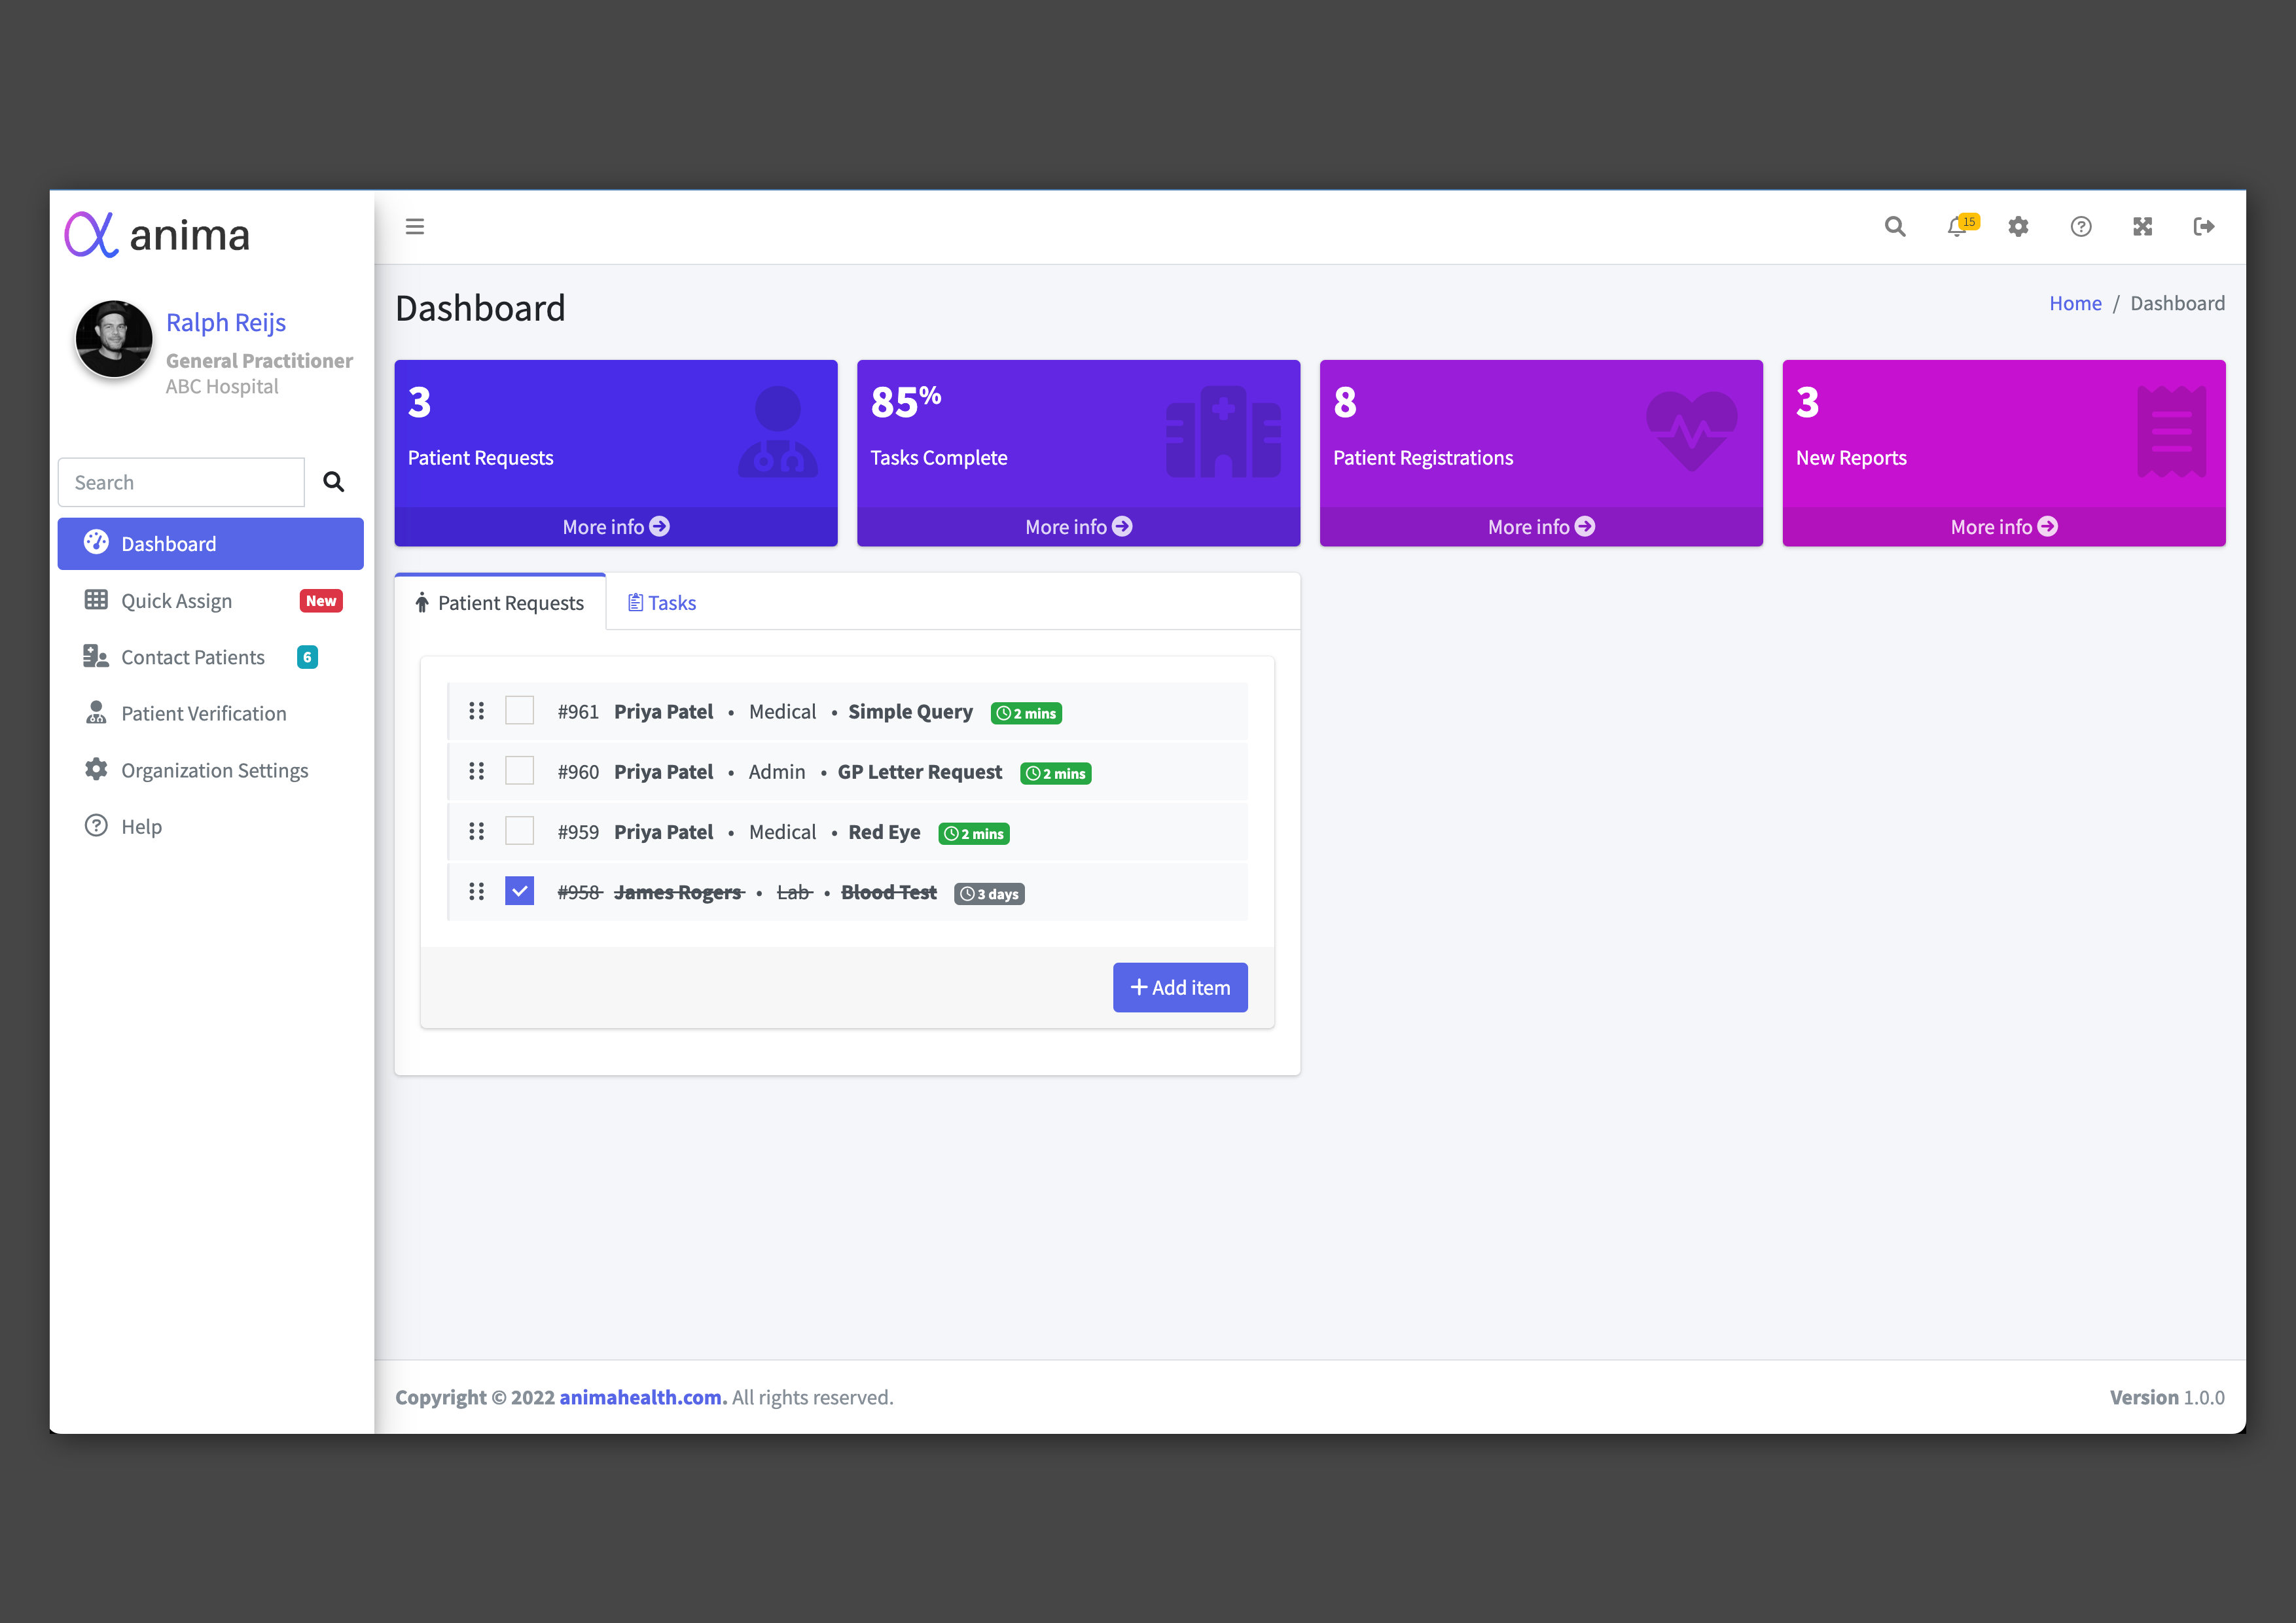 anima
Ralph Reijs
General Practitioner
ABC Hospital
Search
Dashboard
Quick Assign New
Contact Patients 6
Patient Verification
Organization Settings
Help
15
Dashboard
Home / Dashboard
3
Patient Requests
More info
85%
Tasks Complete
More info
8
Patient Registrations
More info
3
New Reports
More info
Patient Requests Tasks
#961 Priya Patel • Medical • Simple Query 2 mins
#960 Priya Patel • Admin • GP Letter Request 2 mins
#959 Priya Patel • Medical • Red Eye 2 mins
#958 James Rogers • Lab • Blood Test 3 days
+ Add item
Copyright © 2022 animahealth.com. All rights reserved.
Version 1.0.0